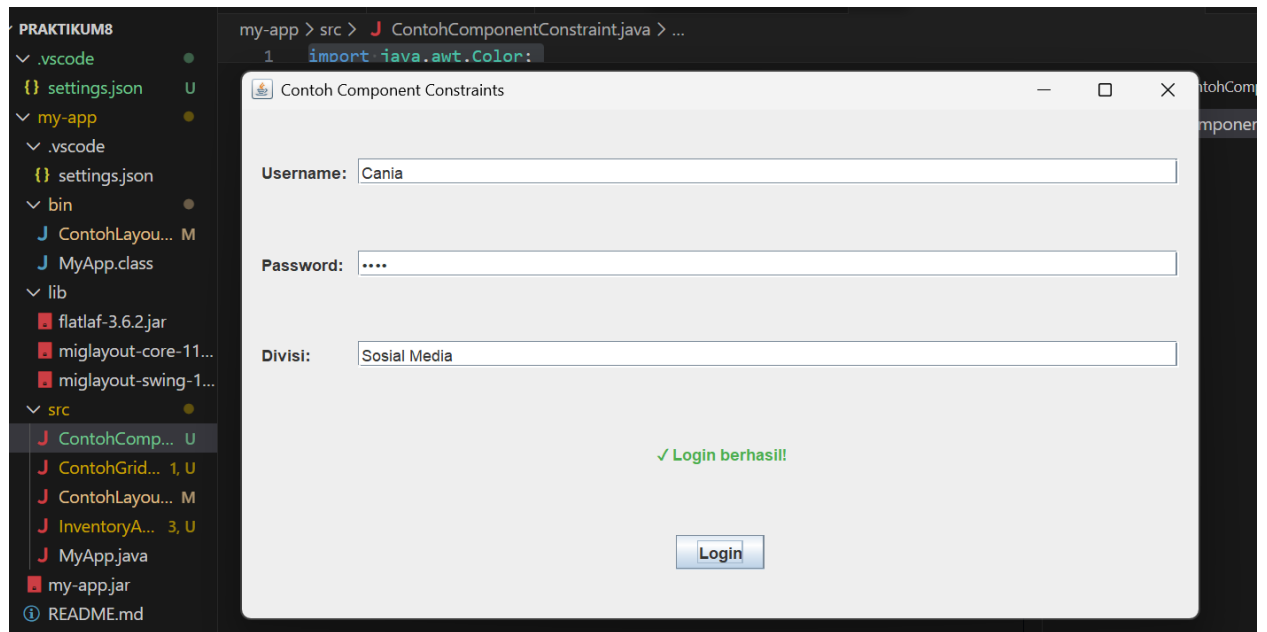 PRAKTIKUM8
.vscode
{} settings.json U
my-app
.vscode
{} settings.json
bin
J ContohLayou... M
J MyApp.class
lib
flatlaf-3.6.2.jar
miglayout-core-11...
miglayout-swing-1...
src
J ContohComp... U
J ContohGrid... 1, U
J ContohLayou... M
J InventoryA... 3, U
J MyApp.java
my-app.jar
README.md
my-app > src > J ContohComponentConstraint.java > ...
1 import java.awt.Color;
Contoh Component Constraints
Username: Cania
Password: ••••
Divisi: Sosial Media
✓ Login berhasil!
Login
ntohComp
mponen